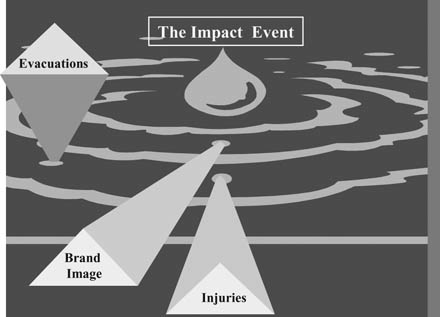 The Impact Event
Evacuations
Brand
Image
Injuries